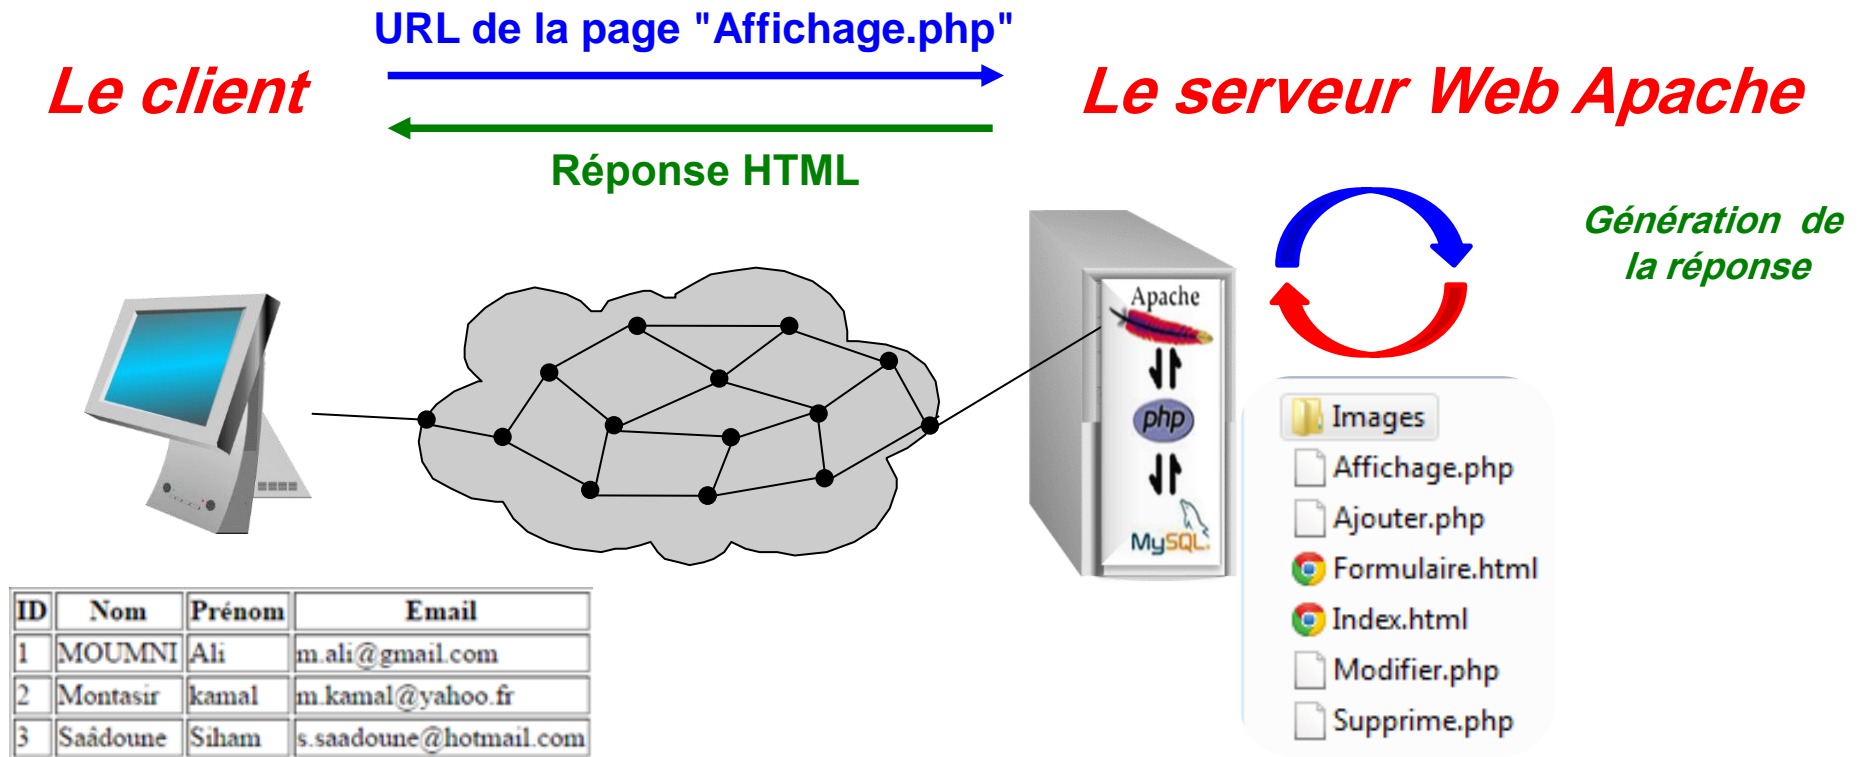 URL de la page "Affichage.php"
Le client
Le serveur Web Apache
Réponse HTML
Génération de
la réponse
Apache
php
MySQL
Images
Affichage.php
Ajouter.php
Formulaire.html
Index.html
Modifier.php
Supprime.php
ID Nom Prénom Email
1 MOUMNI Ali m.ali@gmail.com
2 Montasir kamal m.kamal@yahoo.fr
3 Saâdoune Siham s.saadoune@hotmail.com